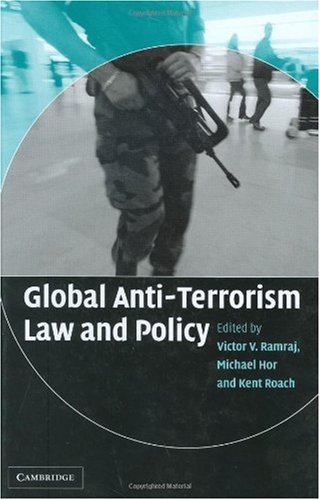 Global Anti-Terrorism
Law and Policy
Edited by
Victor V. Ramraj,
Michael Hor
and Kent Roach
CAMBRIDGE